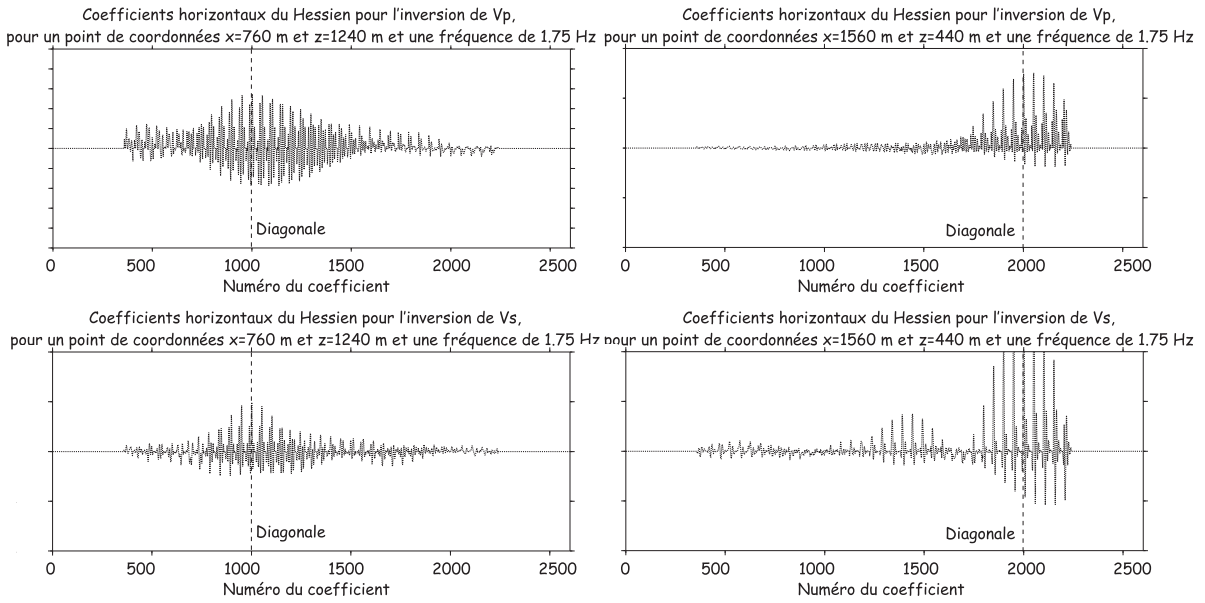 Coefficients horizontaux du Hessien pour l'inversion de Vp,
pour un point de coordonnées x=760 m et z=1240 m et une fréquence de 1.75 Hz
Diagonale
0 500 1000 1500 2000 2500
Numéro du coefficient
Coefficients horizontaux du Hessien pour l'inversion de Vp,
pour un point de coordonnées x=1560 m et z=440 m et une fréquence de 1.75 Hz
Diagonale
0 500 1000 1500 2000 2500
Numéro du coefficient
Coefficients horizontaux du Hessien pour l'inversion de Vs,
pour un point de coordonnées x=760 m et z=1240 m et une fréquence de 1.75 Hz
Diagonale
0 500 1000 1500 2000 2500
Numéro du coefficient
Coefficients horizontaux du Hessien pour l'inversion de Vs,
pour un point de coordonnées x=1560 m et z=440 m et une fréquence de 1.75 Hz
Diagonale
0 500 1000 1500 2000 2500
Numéro du coefficient